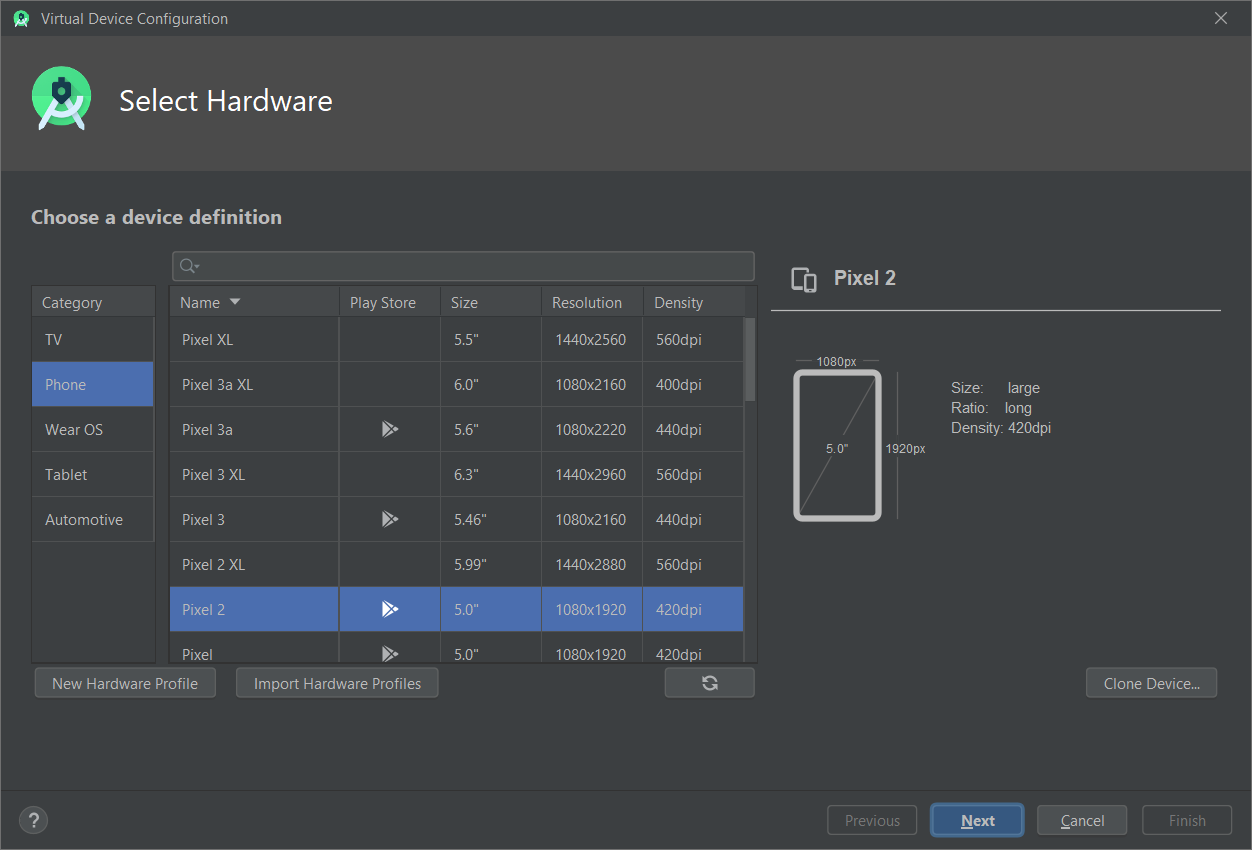 Virtual Device Configuration
Select Hardware
Choose a device definition
Category
TV
Phone
Wear OS
Tablet
Automotive
Name Play Store Size Resolution Density
Pixel XL 5.5" 1440x2560 560dpi
Pixel 3a XL 6.0" 1080x2160 400dpi
Pixel 3a 5.6" 1080x2220 440dpi
Pixel 3 XL 6.3" 1440x2960 560dpi
Pixel 3 5.46" 1080x2160 440dpi
Pixel 2 XL 5.99" 1440x2880 560dpi
Pixel 2 5.0" 1080x1920 420dpi
Pixel 5.0" 1080x1920 420dpi
New Hardware Profile Import Hardware Profiles
Pixel 2
1080px
5.0"
1920px
Size: large
Ratio: long
Density: 420dpi
Clone Device...
? Previous Next Cancel Finish